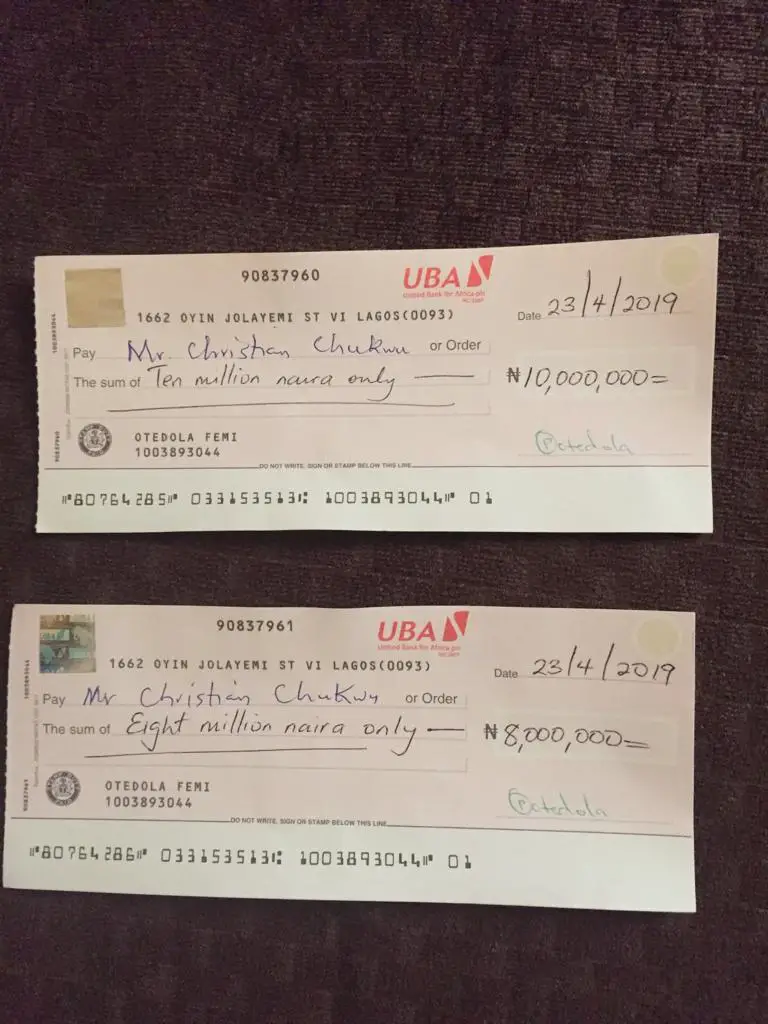 90837960
UBA
United Bank for Africa plc
1662 OYIN JOLAYEMI ST VI LAGOS(0093)
Date 23/4/2019
Pay Mr. Christian Chukwu or Order
The sum of Ten million naira only
₦10,000,000=
OTEDOLA FEMI
1003893044
Otedola
DO NOT WRITE, SIGN OR STAMP BELOW THIS LINE
⑈80764285⑈ 033153513⑆ 1003893044⑈ 01
90837961
UBA
United Bank for Africa plc
1662 OYIN JOLAYEMI ST VI LAGOS(0093)
Date 23/4/2019
Pay Mr Christian Chukwu or Order
The sum of Eight million naira only
₦8,000,000=
OTEDOLA FEMI
1003893044
Otedola
DO NOT WRITE, SIGN OR STAMP BELOW THIS LINE
⑈80764286⑈ 033153513⑆ 1003893044⑈ 01